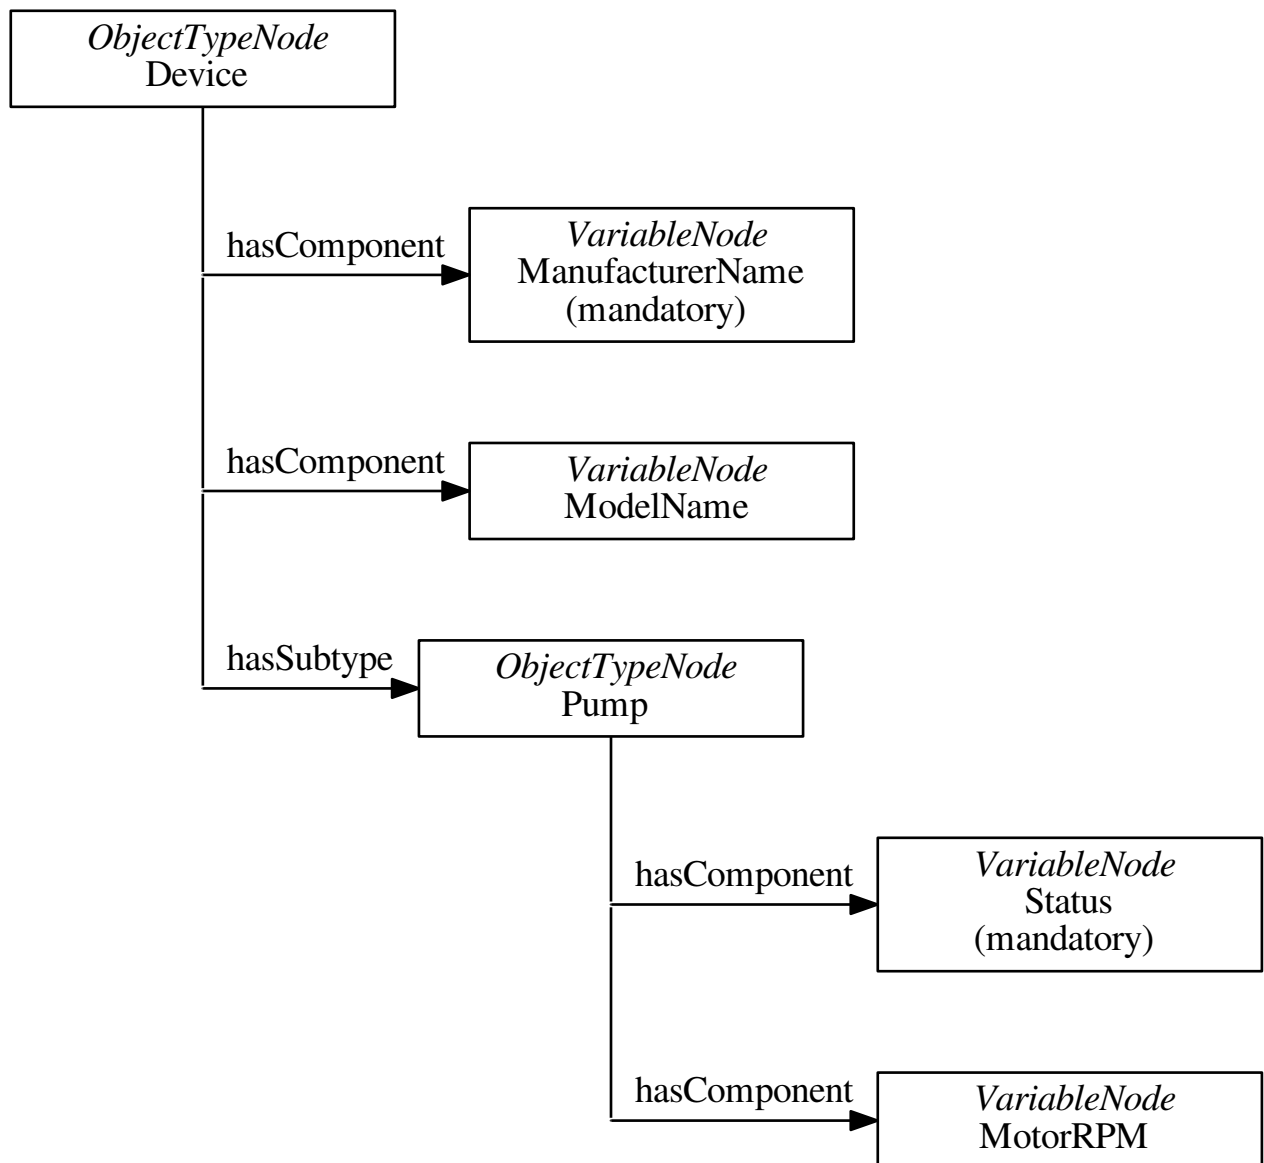 ObjectTypeNode
Device
hasComponent
VariableNode
ManufacturerName
(mandatory)
hasComponent
VariableNode
ModelName
hasSubtype
ObjectTypeNode
Pump
hasComponent
VariableNode
Status
(mandatory)
hasComponent
VariableNode
MotorRPM